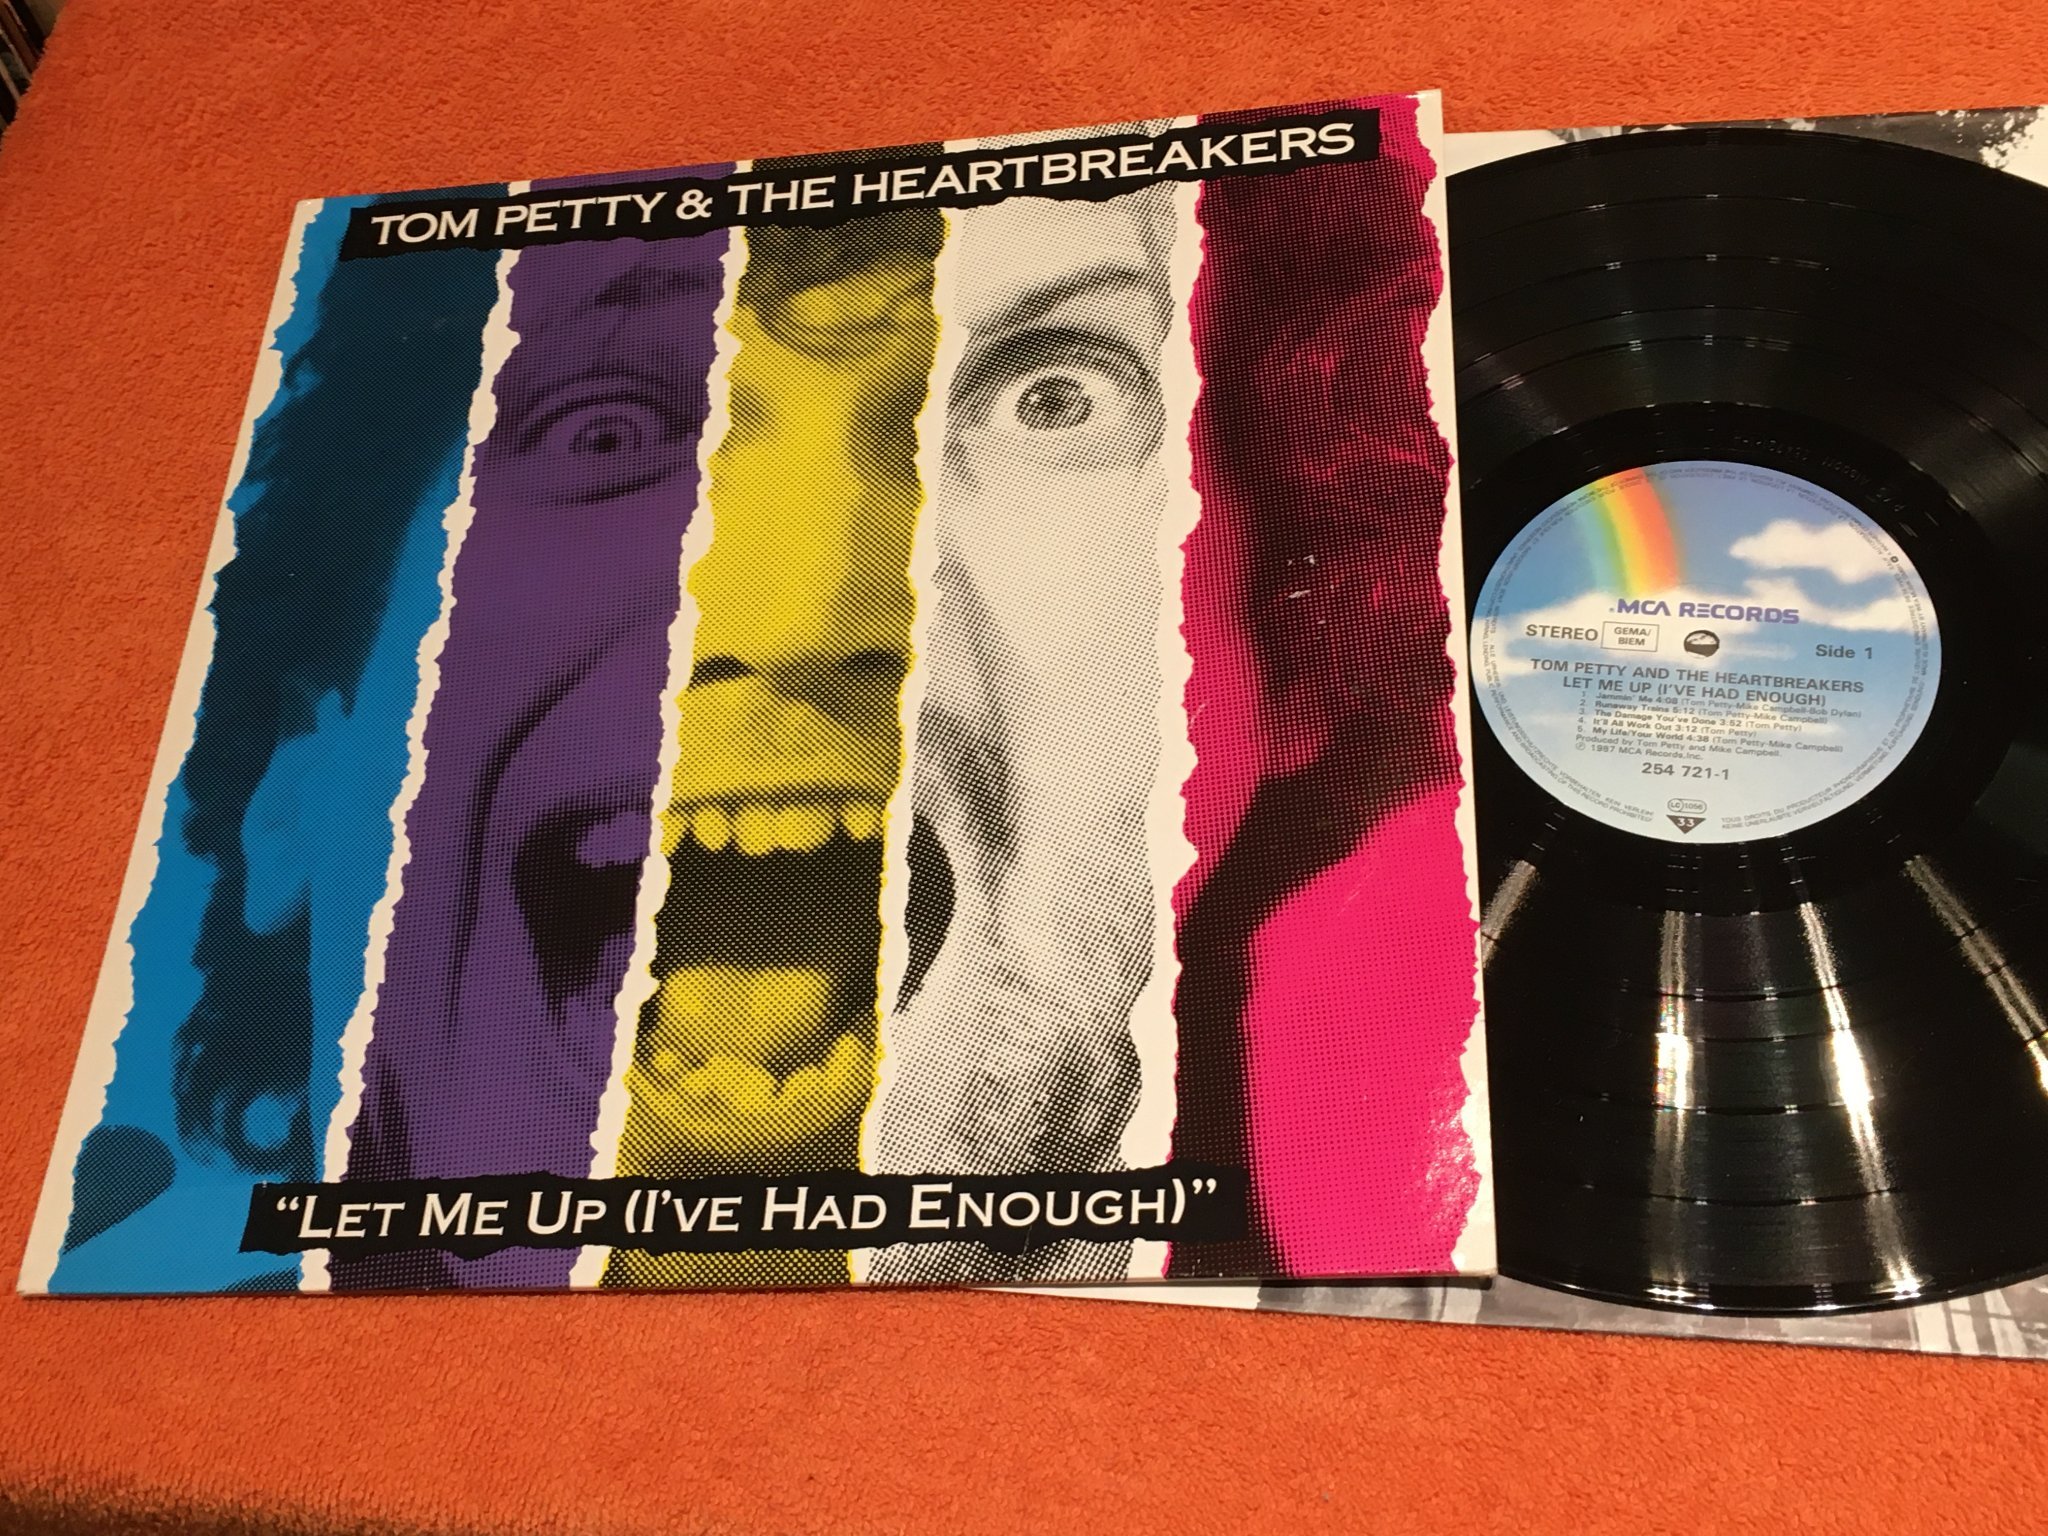 TOM PETTY & THE HEARTBREAKERS
"LET ME UP (I'VE HAD ENOUGH)"
MCA RECORDS
STEREO
GEMA/
BIEM
Side 1
TOM PETTY AND THE HEARTBREAKERS
LET ME UP (I'VE HAD ENOUGH)
1. Jammin' Me 4:08 (Tom Petty-Mike Campbell-Bob Dylan)
2. Runaway Trains 5:12 (Tom Petty-Mike Campbell)
3. The Damage You've Done 3:52 (Tom Petty)
4. It'll All Work Out 3:12 (Tom Petty)
5. My Life/Your World 4:38 (Tom Petty-Mike Campbell)
Produced by Tom Petty and Mike Campbell.
℗ 1987 MCA Records, Inc.
254 721-1
LC 1056
33